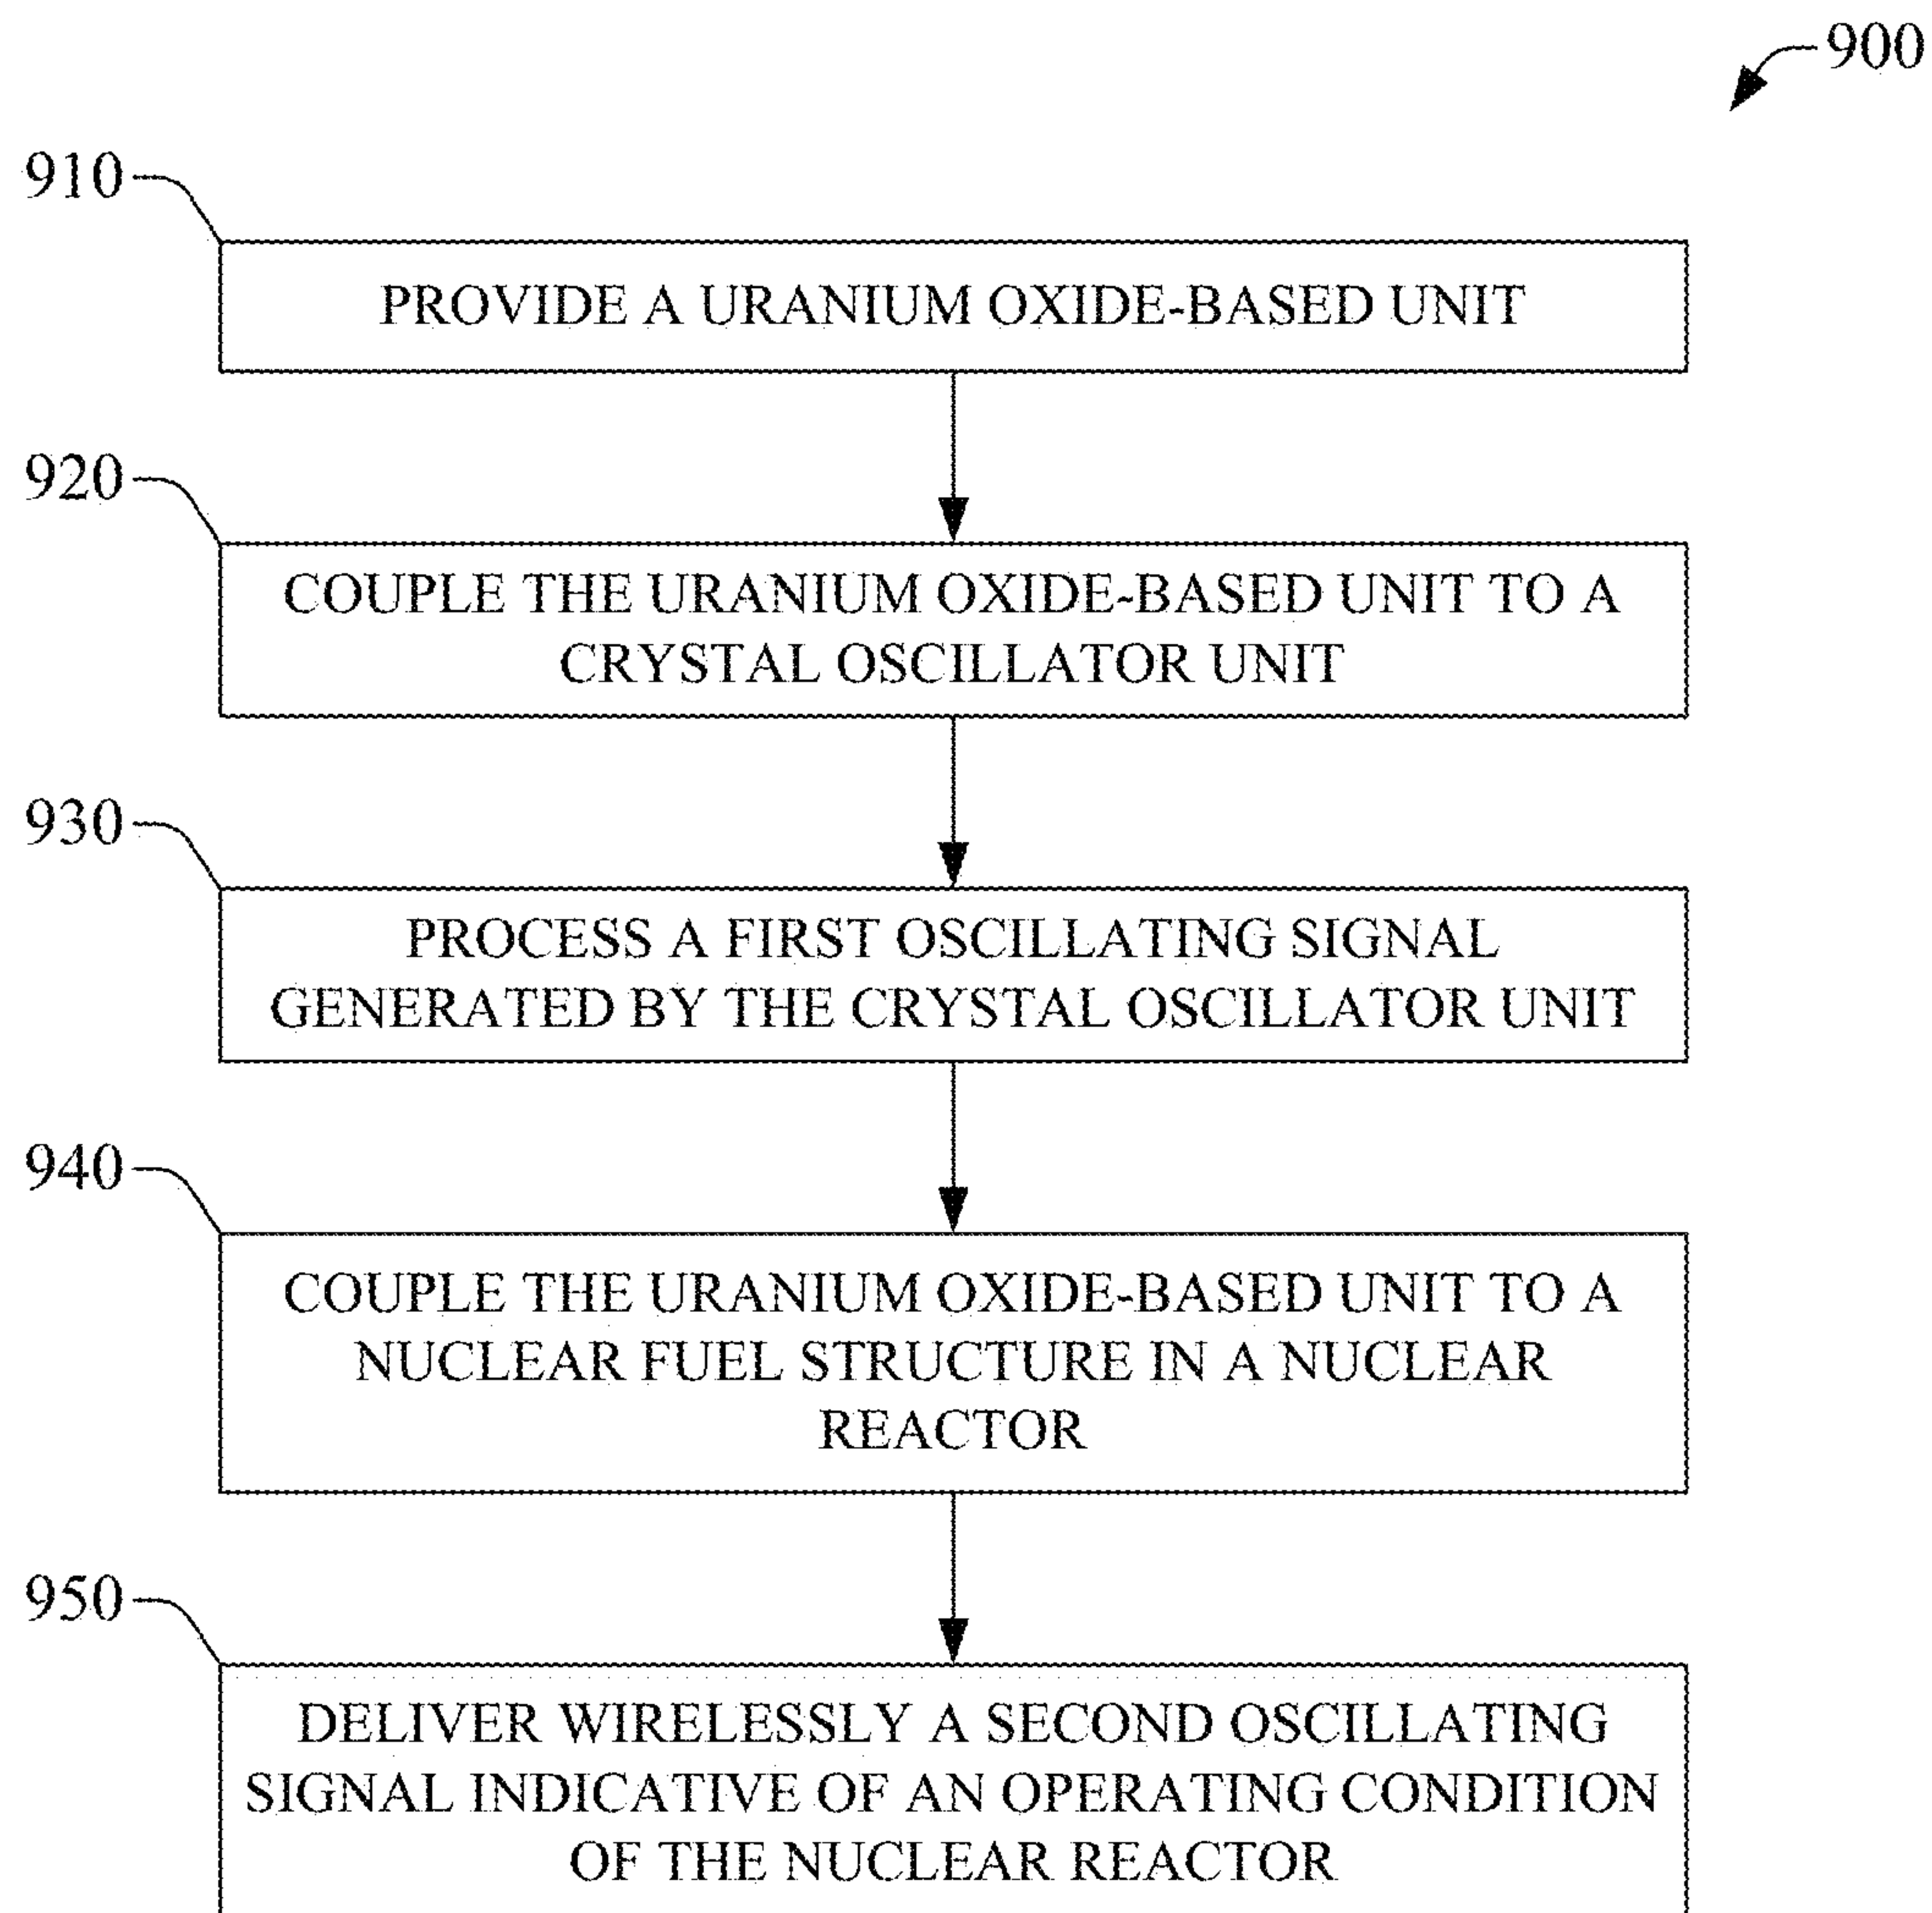 900
910
PROVIDE A URANIUM OXIDE-BASED UNIT
920
COUPLE THE URANIUM OXIDE-BASED UNIT TO A
CRYSTAL OSCILLATOR UNIT
930
PROCESS A FIRST OSCILLATING SIGNAL
GENERATED BY THE CRYSTAL OSCILLATOR UNIT
940
COUPLE THE URANIUM OXIDE-BASED UNIT TO A
NUCLEAR FUEL STRUCTURE IN A NUCLEAR
REACTOR
950
DELIVER WIRELESSLY A SECOND OSCILLATING
SIGNAL INDICATIVE OF AN OPERATING CONDITION
OF THE NUCLEAR REACTOR